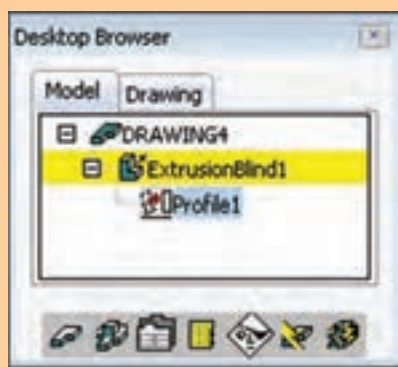 Desktop Browser
Model Drawing
DRAWING4
ExtrusionBlind1
Profile1